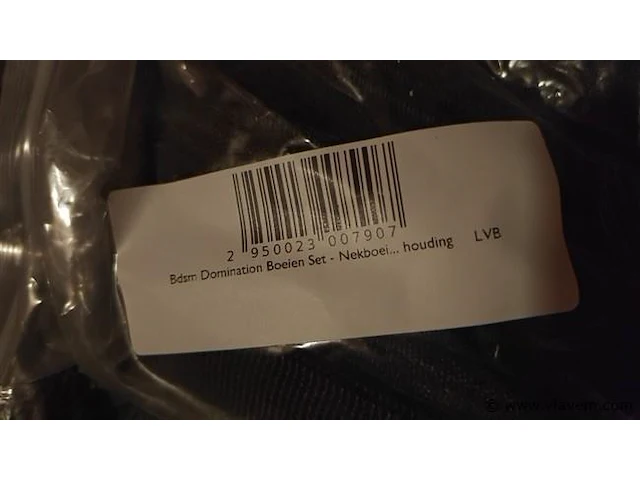 2 950023 007907
Bdsm Domination Boeien Set - Nekboei... houding LVB